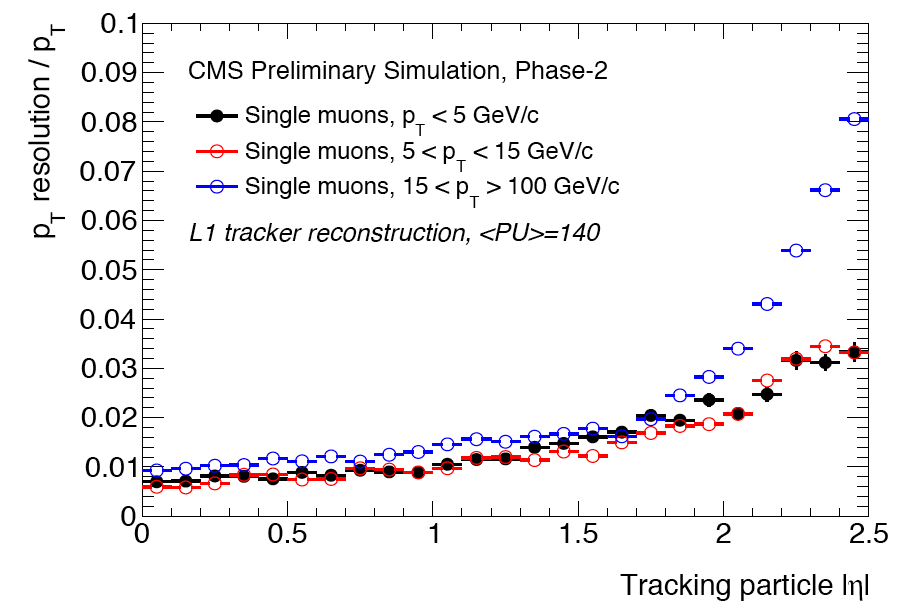 0.1
0.09
0.08
0.07
0.06
0.05
0.04
0.03
0.02
0.01
0
p_T resolution / p_T
CMS Preliminary Simulation, Phase-2
Single muons, p_T < 5 GeV/c
Single muons, 5 < p_T < 15 GeV/c
Single muons, 15 < p_T > 100 GeV/c
L1 tracker reconstruction, <PU>=140
0 0.5 1 1.5 2 2.5
Tracking particle |η|